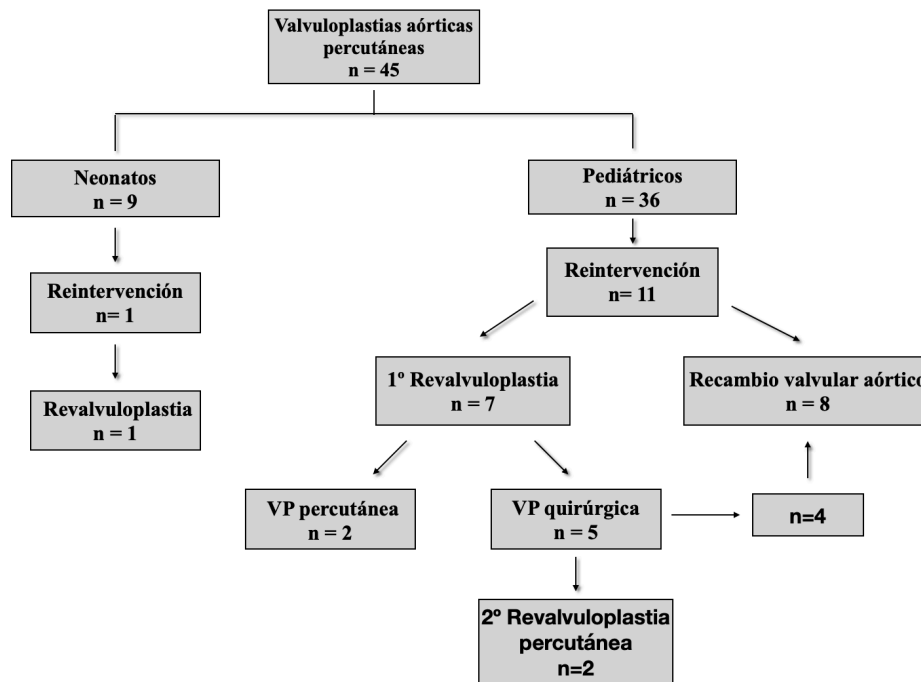 Valvuloplastias aórticas
percutáneas
n = 45
Neonatos
n = 9
Pediátricos
n = 36
Reintervención
n= 1
Reintervención
n= 11
Revalvuloplastia
n = 1
1º Revalvuloplastia
n = 7
Recambio valvular aórtico
n = 8
VP percutánea
n = 2
VP quirúrgica
n = 5
n=4
2º Revalvuloplastia
percutánea
n=2